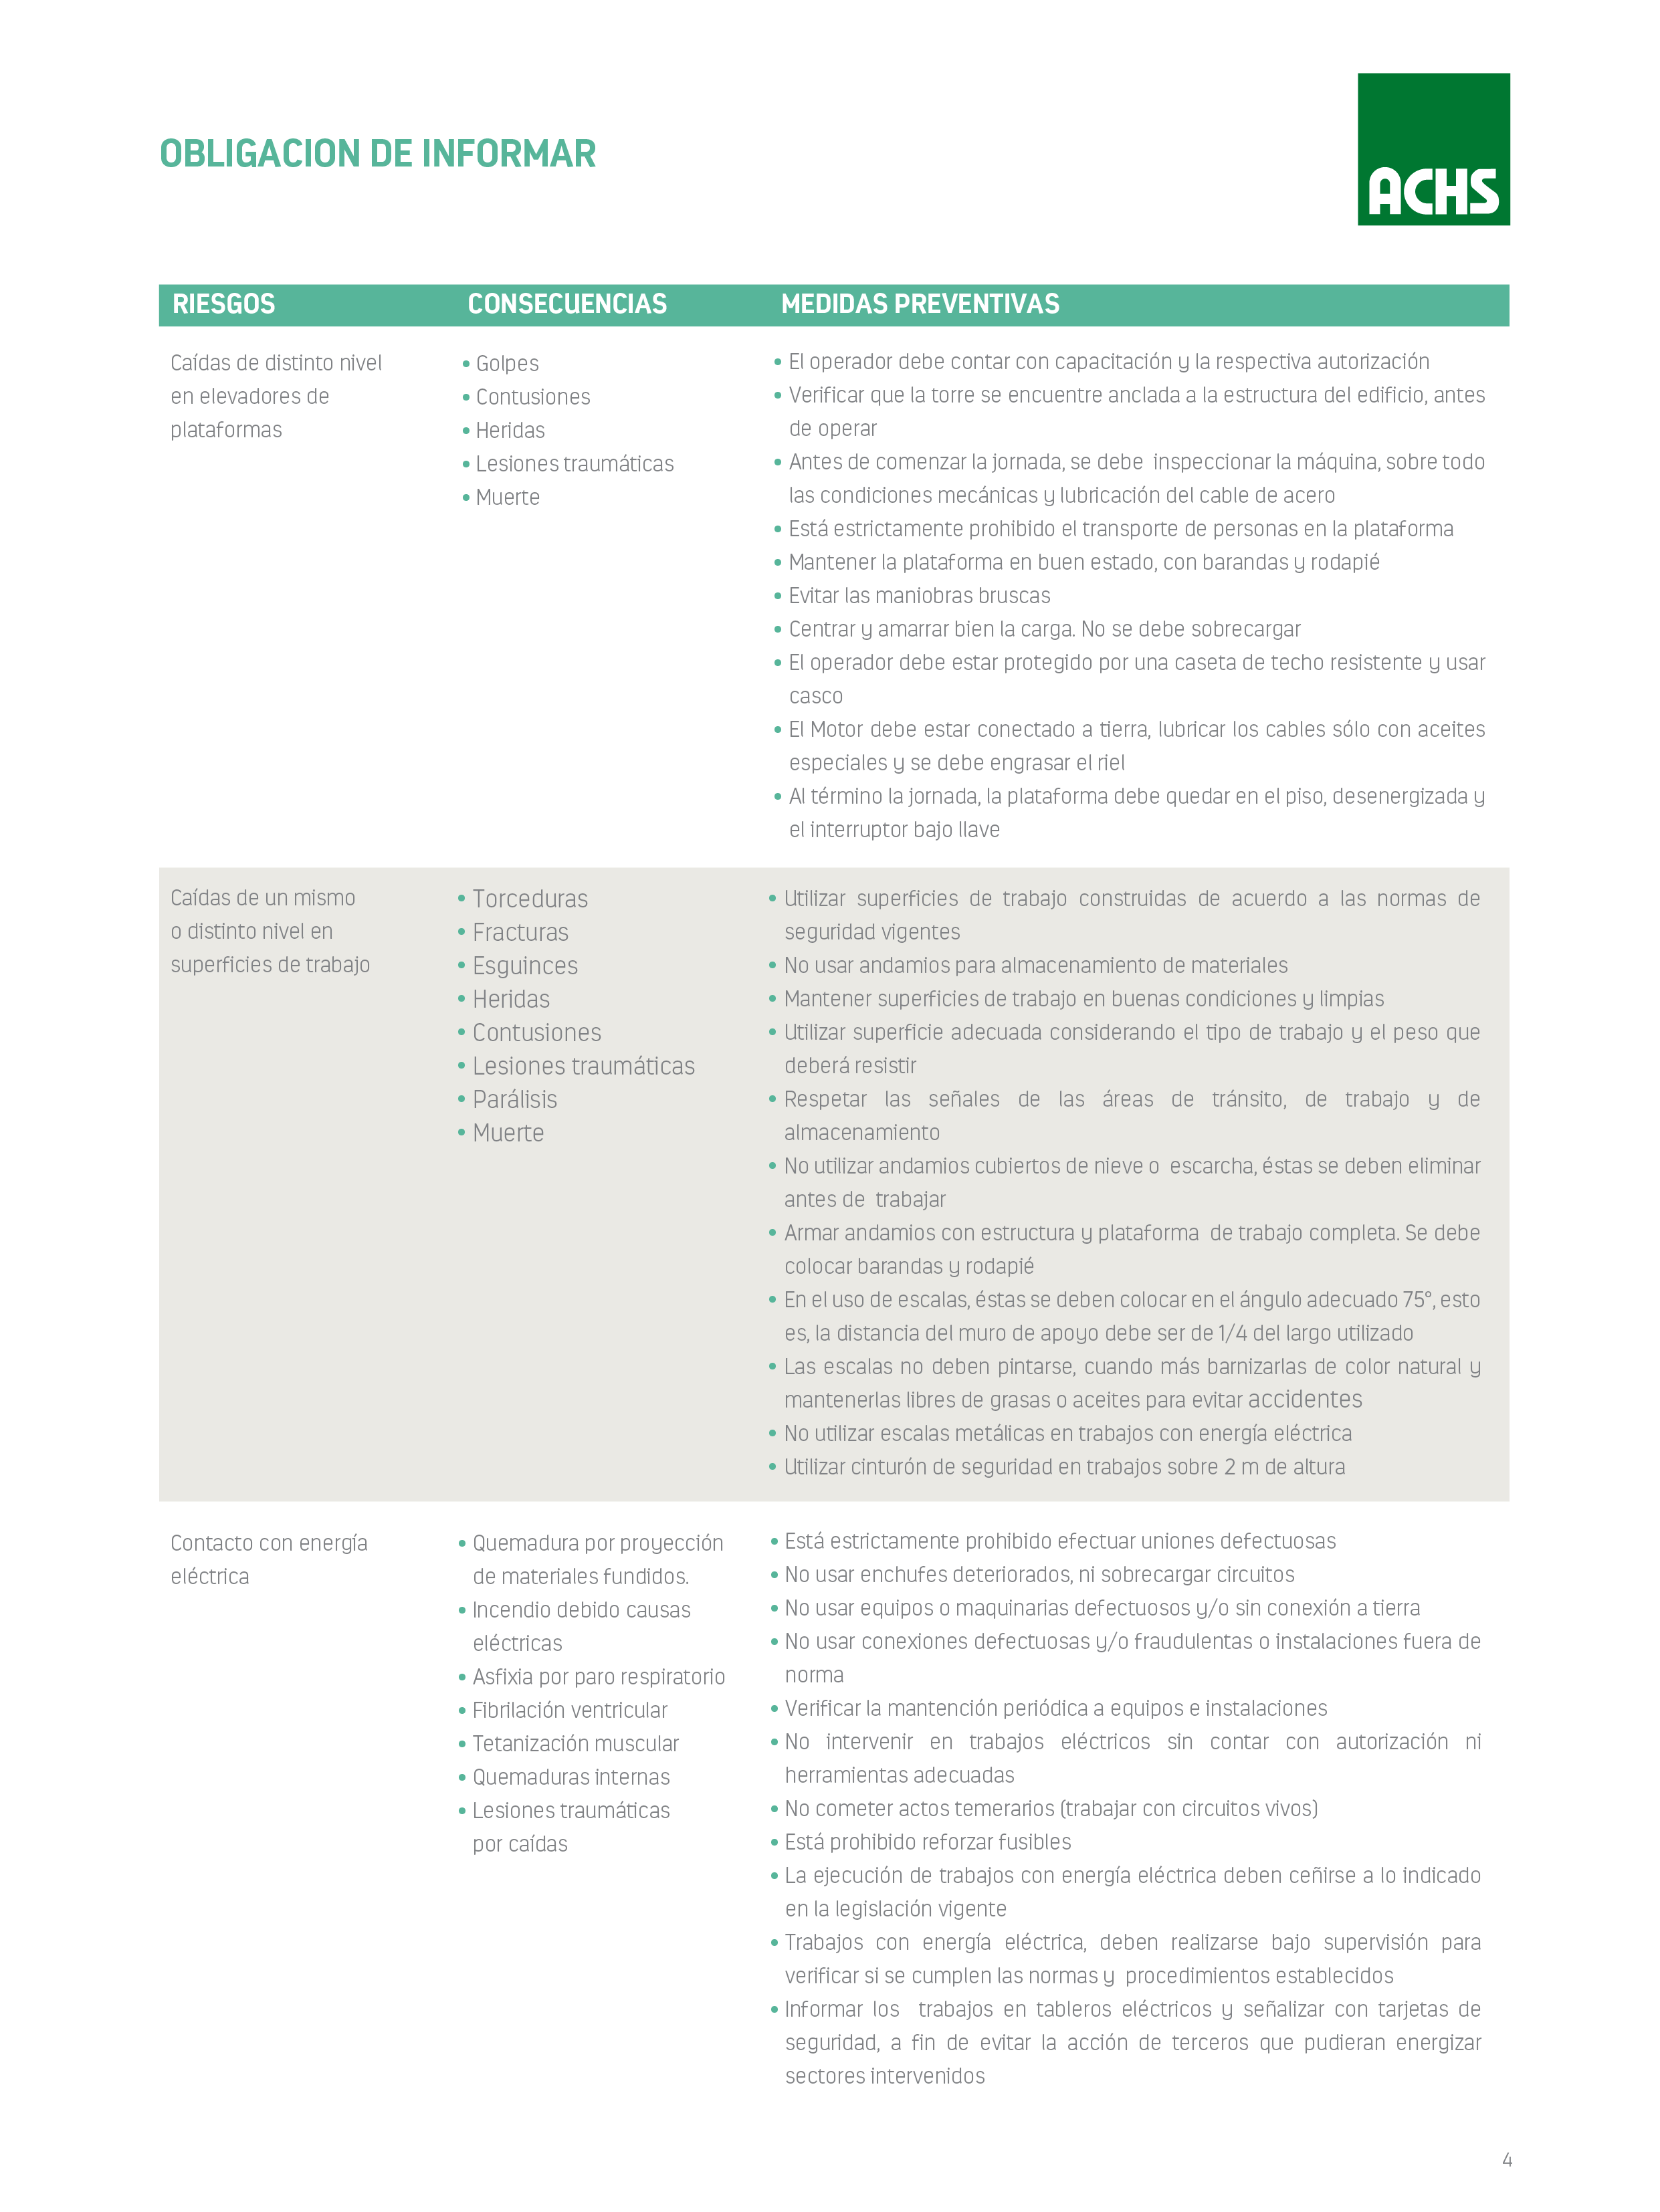 OBLIGACION DE INFORMAR
ACHS
RIESGOS
CONSECUENCIAS
MEDIDAS PREVENTIVAS
Caídas de distinto nivel
en elevadores de
plataformas
• Golpes
• Contusiones
• Heridas
• Lesiones traumáticas
• Muerte
• El operador debe contar con capacitación y la respectiva autorización
• Verificar que la torre se encuentre anclada a la estructura del edificio, antes
de operar
• Antes de comenzar la jornada, se debe inspeccionar la máquina, sobre todo
las condiciones mecánicas y lubricación del cable de acero
• Está estrictamente prohibido el transporte de personas en la plataforma
• Mantener la plataforma en buen estado, con barandas y rodapié
• Evitar las maniobras bruscas
• Centrar y amarrar bien la carga. No se debe sobrecargar
• El operador debe estar protegido por una caseta de techo resistente y usar
casco
• El Motor debe estar conectado a tierra, lubricar los cables sólo con aceites
especiales y se debe engrasar el riel
• Al término la jornada, la plataforma debe quedar en el piso, desenergizada y
el interruptor bajo llave
Caídas de un mismo
o distinto nivel en
superficies de trabajo
• Torceduras
• Fracturas
• Esguinces
• Heridas
• Contusiones
• Lesiones traumáticas
• Parálisis
• Muerte
• Utilizar superficies de trabajo construidas de acuerdo a las normas de
seguridad vigentes
• No usar andamios para almacenamiento de materiales
• Mantener superficies de trabajo en buenas condiciones y limpias
• Utilizar superficie adecuada considerando el tipo de trabajo y el peso que
deberá resistir
• Respetar las señales de las áreas de tránsito, de trabajo y de
almacenamiento
• No utilizar andamios cubiertos de nieve o escarcha, éstas se deben eliminar
antes de trabajar
• Armar andamios con estructura y plataforma de trabajo completa. Se debe
colocar barandas y rodapié
• En el uso de escalas, éstas se deben colocar en el ángulo adecuado 75°, esto
es, la distancia del muro de apoyo debe ser de 1/4 del largo utilizado
• Las escalas no deben pintarse, cuando más barnizarlas de color natural y
mantenerlas libres de grasas o aceites para evitar accidentes
• No utilizar escalas metálicas en trabajos con energía eléctrica
• Utilizar cinturón de seguridad en trabajos sobre 2 m de altura
Contacto con energía
eléctrica
• Quemadura por proyección
de materiales fundidos.
• Incendio debido causas
eléctricas
• Asfixia por paro respiratorio
• Fibrilación ventricular
• Tetanización muscular
• Quemaduras internas
• Lesiones traumáticas
por caídas
• Está estrictamente prohibido efectuar uniones defectuosas
• No usar enchufes deteriorados, ni sobrecargar circuitos
• No usar equipos o maquinarias defectuosos y/o sin conexión a tierra
• No usar conexiones defectuosas y/o fraudulentas o instalaciones fuera de
norma
• Verificar la mantención periódica a equipos e instalaciones
• No intervenir en trabajos eléctricos sin contar con autorización ni
herramientas adecuadas
• No cometer actos temerarios (trabajar con circuitos vivos)
• Está prohibido reforzar fusibles
• La ejecución de trabajos con energía eléctrica deben ceñirse a lo indicado
en la legislación vigente
• Trabajos con energía eléctrica, deben realizarse bajo supervisión para
verificar si se cumplen las normas y procedimientos establecidos
• Informar los trabajos en tableros eléctricos y señalizar con tarjetas de
seguridad, a fin de evitar la acción de terceros que pudieran energizar
sectores intervenidos
4